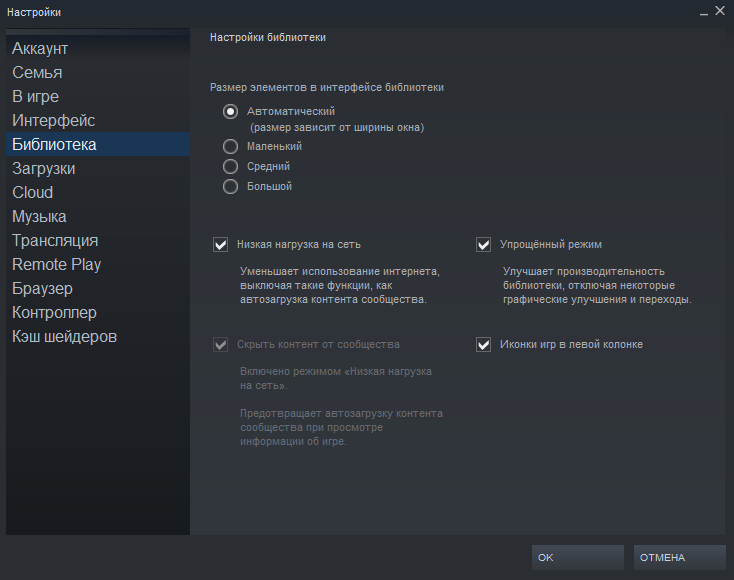 Настройки
Аккаунт
Семья
В игре
Интерфейс
Библиотека
Загрузки
Cloud
Музыка
Трансляция
Remote Play
Браузер
Контроллер
Кэш шейдеров
Настройки библиотеки
Размер элементов в интерфейсе библиотеки
Автоматический
(размер зависит от ширины окна)
Маленький
Средний
Большой
Низкая нагрузка на сеть
Уменьшает использование интернета,
выключая такие функции, как
автозагрузка контента сообщества.
Упрощённый режим
Улучшает производительность
библиотеки, отключая некоторые
графические улучшения и переходы.
Скрыть контент от сообщества
Включено режимом «Низкая нагрузка
на сеть».
Предотвращает автозагрузку контента
сообщества при просмотре
информации об игре.
Иконки игр в левой колонке
OK
ОТМЕНА